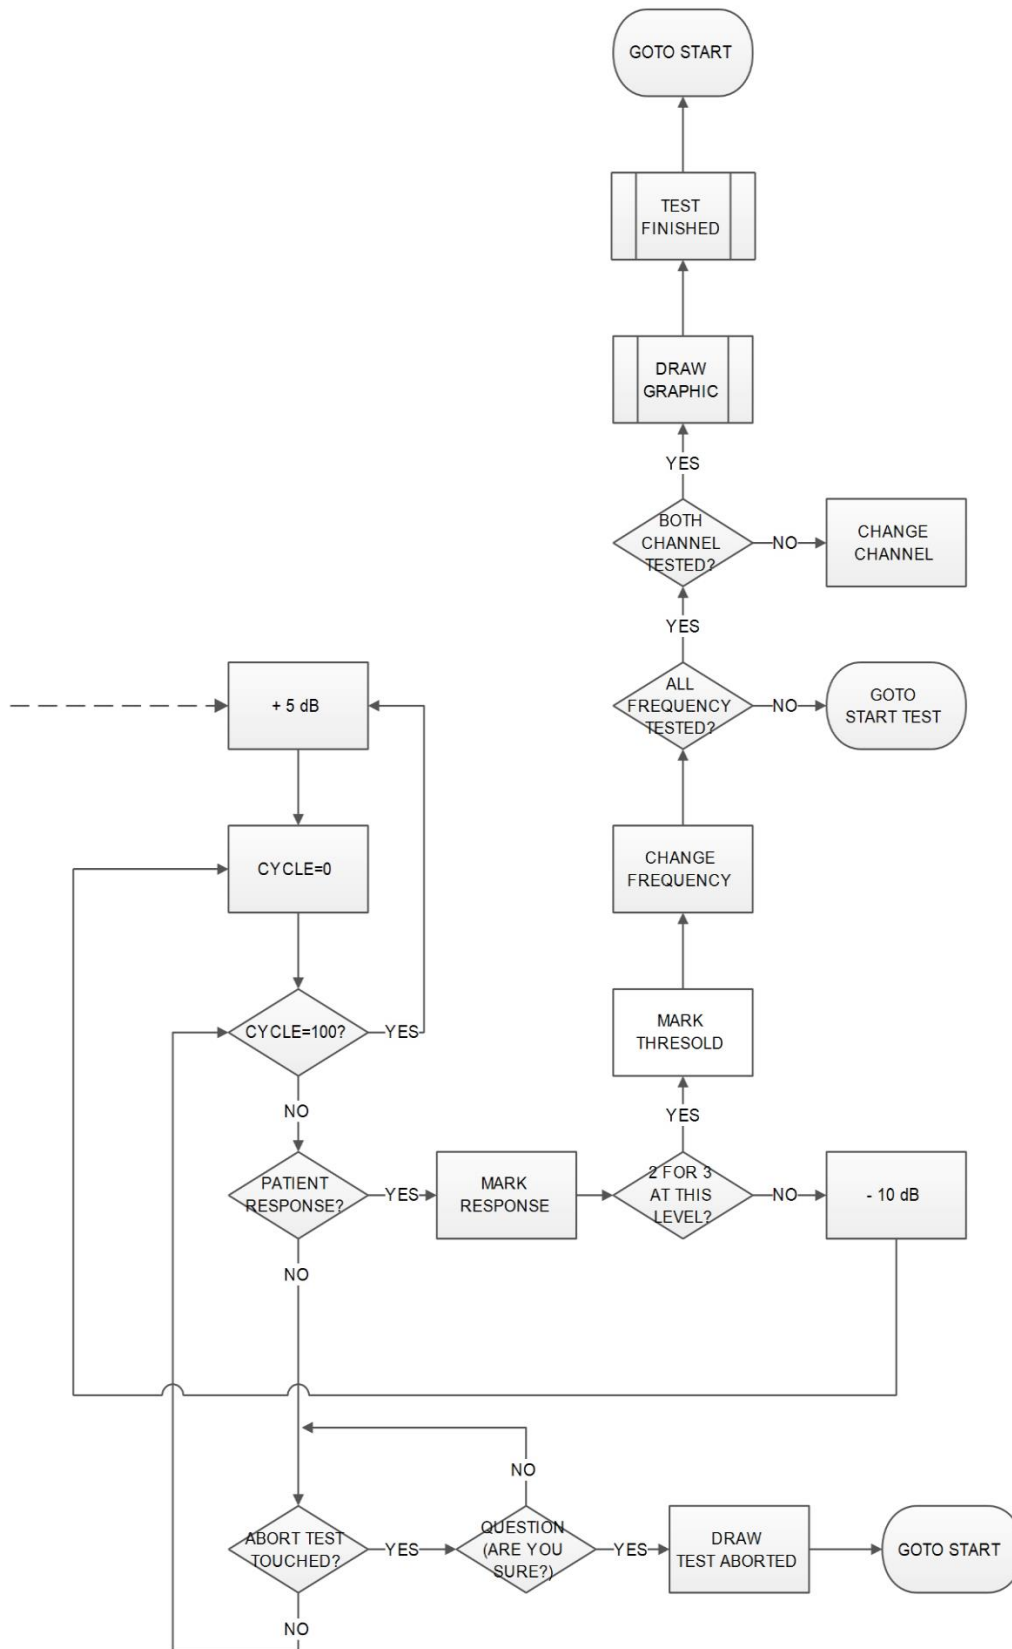 GOTO START
TEST
FINISHED
DRAW
GRAPHIC
YES
BOTH
CHANNEL
TESTED?
NO
CHANGE
CHANNEL
YES
+ 5 dB
ALL
FREQUENCY
TESTED?
NO
GOTO
START TEST
CYCLE=0
CHANGE
FREQUENCY
CYCLE=100?
YES
MARK
THRESOLD
NO
YES
PATIENT
RESPONSE?
YES
MARK
RESPONSE
2 FOR 3
AT THIS
LEVEL?
NO
- 10 dB
NO
NO
ABORT TEST
TOUCHED?
YES
QUESTION
(ARE YOU
SURE?)
YES
DRAW
TEST ABORTED
GOTO START
NO